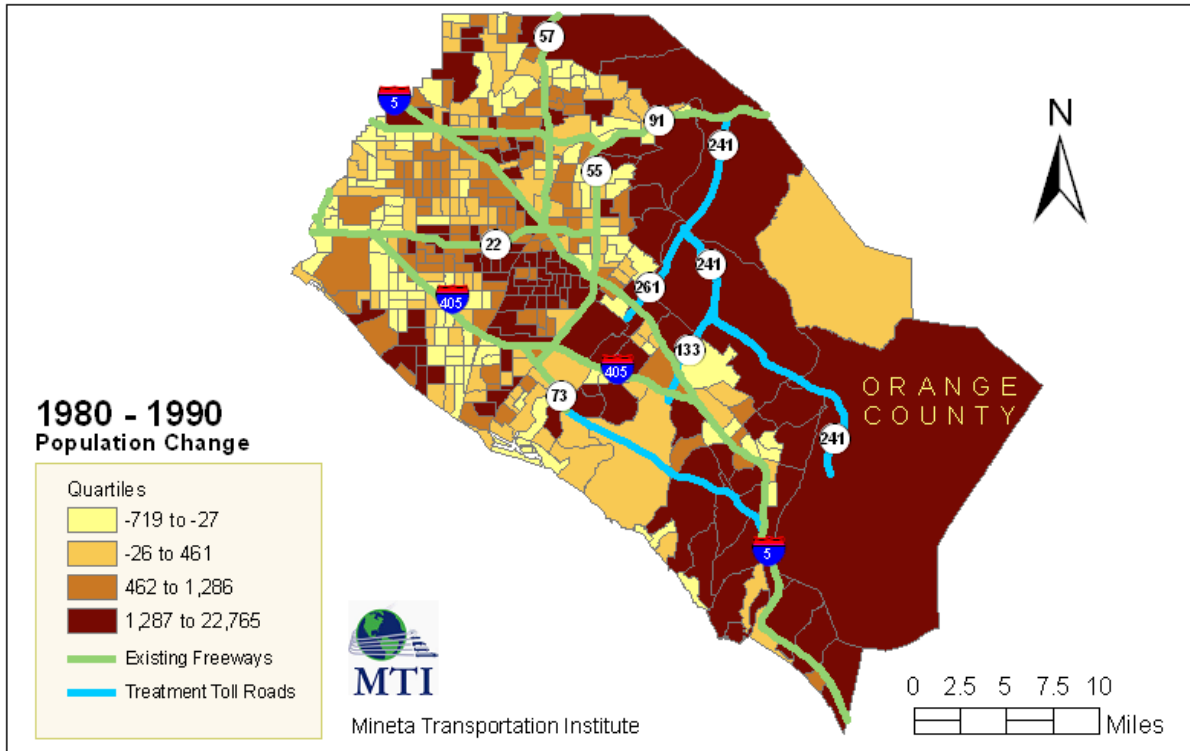 57
5
91
241
55
22
241
261
405
133
405
73
ORANGE
COUNTY
241
5
N
1980 - 1990
Population Change
Quartiles
-719 to -27
-26 to 461
462 to 1,286
1,287 to 22,765
Existing Freeways
Treatment Toll Roads
MTI
Mineta Transportation Institute
0 2.5 5 7.5 10
Miles